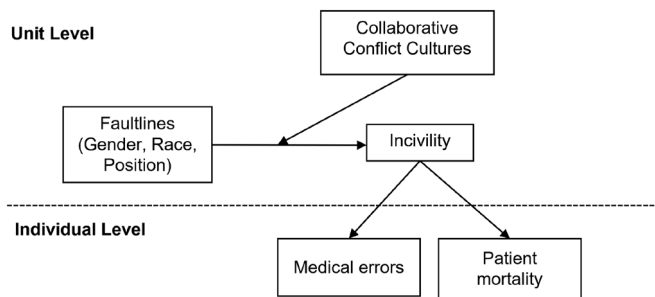 Unit Level
Collaborative
Conflict Cultures
Faultlines
(Gender, Race,
Position)
Incivility
Individual Level
Medical errors
Patient
mortality